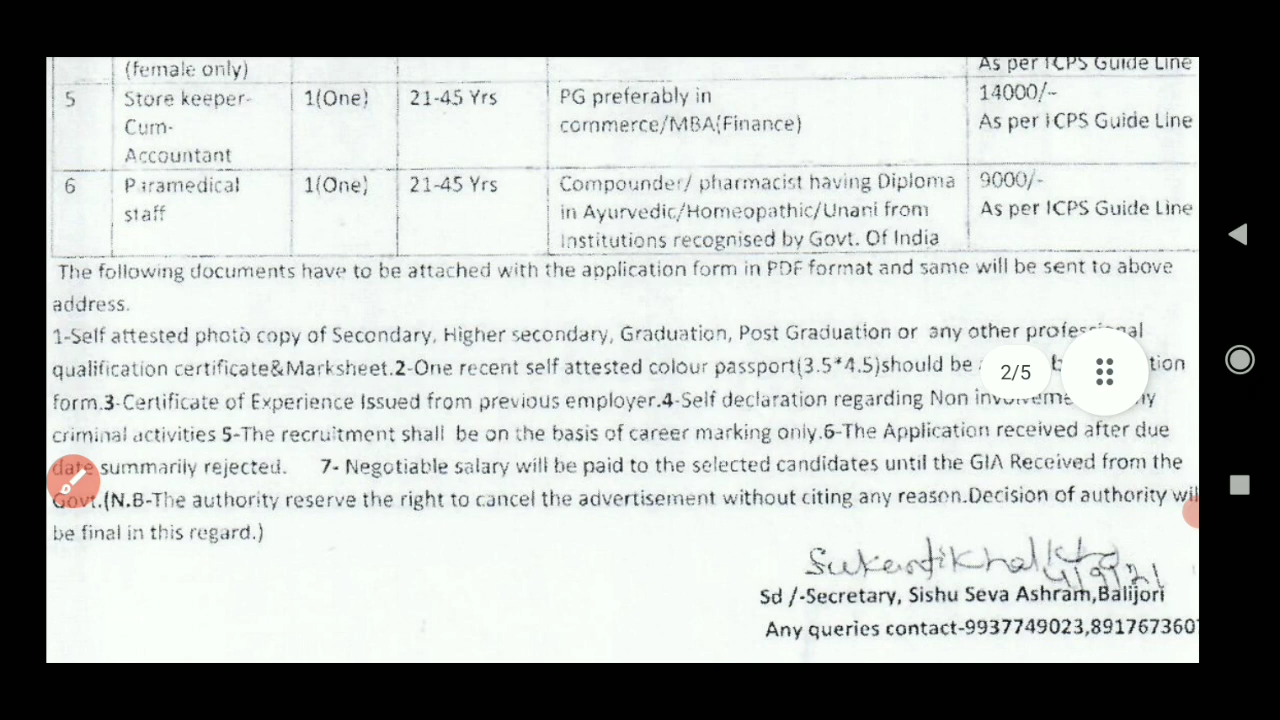 (female only)
As per ICPS Guide Line
5 Store keeper- 1(One) 21-45 Yrs PG preferably in 14000/-
Cum- commerce/MBA(Finance) As per ICPS Guide Line
Accountant
6 Paramedical 1(One) 21-45 Yrs Compounder/ pharmacist having Diploma 9000/-
staff in Ayurvedic/Homeopathic/Unani from As per ICPS Guide Line
Institutions recognised by Govt. Of India
The following documents have to be attached with the application form in PDF format and same will be sent to above
address.
1-Self attested photo copy of Secondary, Higher secondary, Graduation, Post Graduation or any other professional
qualification certificate&Marksheet.2-One recent self attested colour passport(3.5*4.5)should be
2/5
form.3-Certificate of Experience Issued from previous employer.4-Self declaration regarding Non involvement
criminal activities 5-The recruitment shall be on the basis of career marking only.6-The Application received after due
date summarily rejected. 7- Negotiable salary will be paid to the selected candidates until the GIA Received from the
Govt.(N.B-The authority reserve the right to cancel the advertisement without citing any reason.Decision of authority will
be final in this regard.)
4/9/21
Sd /-Secretary, Sishu Seva Ashram,Balijori
Any queries contact-9937749023,891767360